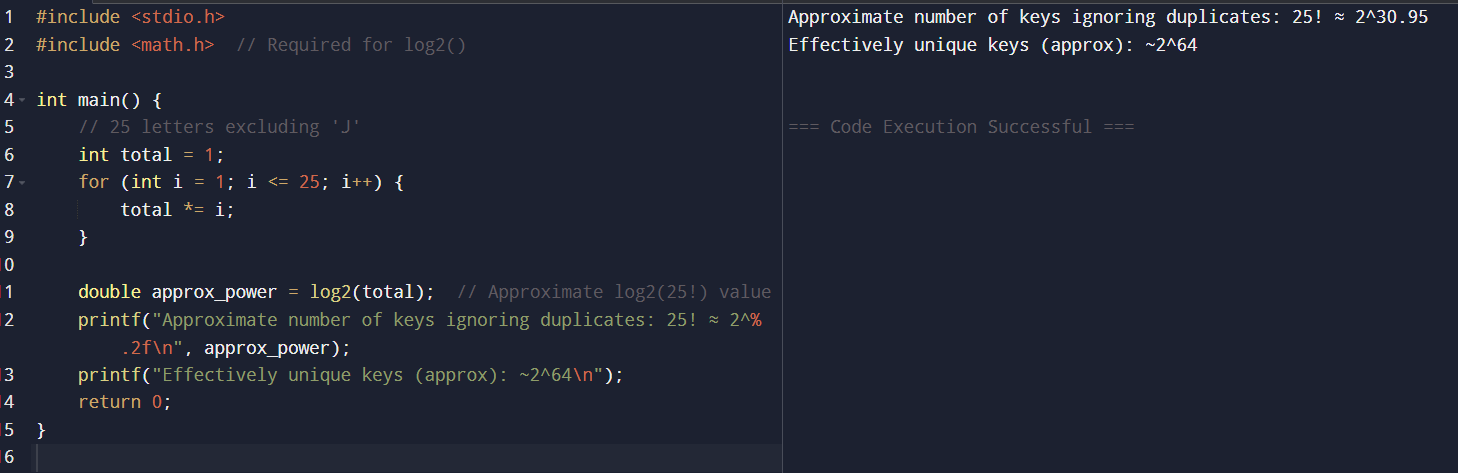 1 #include <stdio.h>
2 #include <math.h>  // Required for log2()
3
4 int main() {
5     // 25 letters excluding 'J'
6     int total = 1;
7     for (int i = 1; i <= 25; i++) {
8         total *= i;
9     }
0
1     double approx_power = log2(total);  // Approximate log2(25!) value
2     printf("Approximate number of keys ignoring duplicates: 25! ≈ 2^%
.2f\n", approx_power);
3     printf("Effectively unique keys (approx): ~2^64\n");
4     return 0;
5 }
6
Approximate number of keys ignoring duplicates: 25! ≈ 2^30.95
Effectively unique keys (approx): ~2^64
=== Code Execution Successful ===